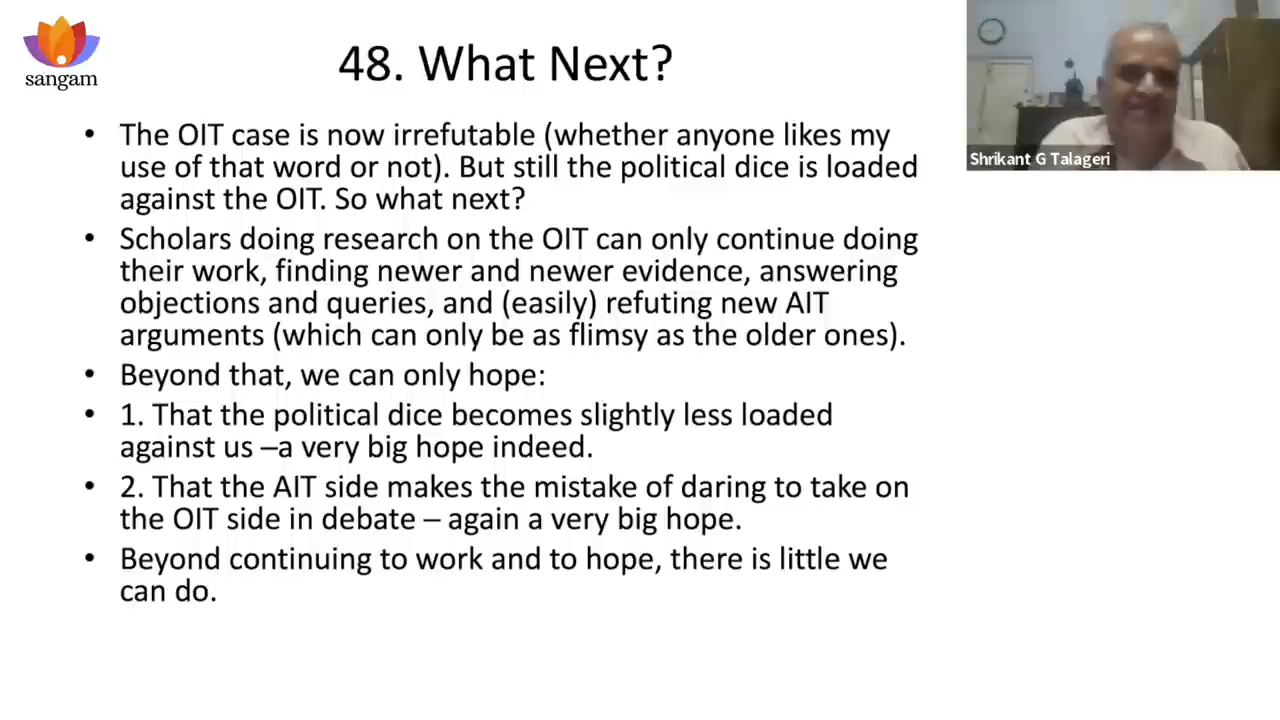 sangam
48. What Next?
• The OIT case is now irrefutable (whether anyone likes my
use of that word or not). But still the political dice is loaded
against the OIT. So what next?
• Scholars doing research on the OIT can only continue doing
their work, finding newer and newer evidence, answering
objections and queries, and (easily) refuting new AIT
arguments (which can only be as flimsy as the older ones).
• Beyond that, we can only hope:
• 1. That the political dice becomes slightly less loaded
against us –a very big hope indeed.
• 2. That the AIT side makes the mistake of daring to take on
the OIT side in debate – again a very big hope.
• Beyond continuing to work and to hope, there is little we
can do.
Shrikant G Talageri